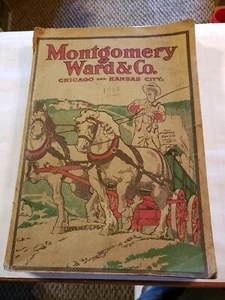 Montgomery
Ward & Co.
CHICAGO AND KANSAS CITY.